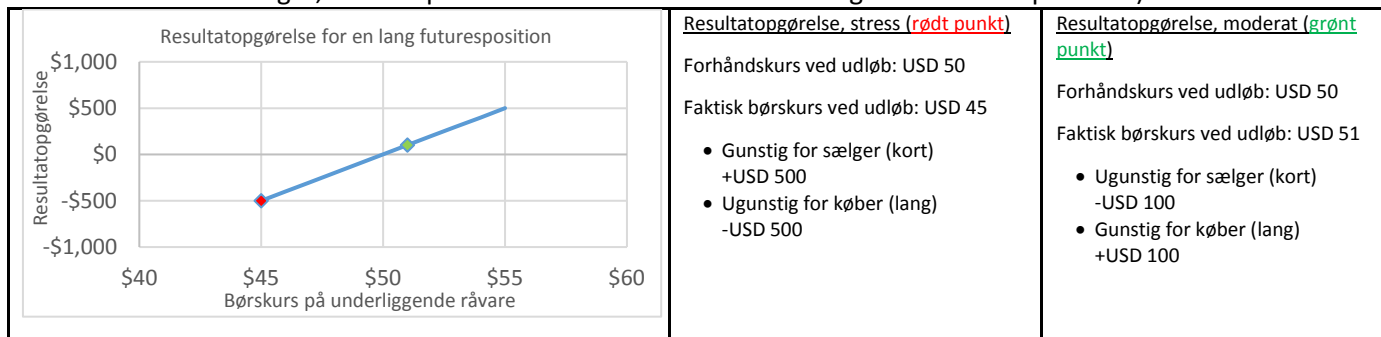 Resultatopgørelse for en lang futuresposition
Resultatopgørelse
$1,000
$500
$0
-$500
-$1,000
$40 $45 $50 $55 $60
Børskurs på underliggende råvare
Resultatopgørelse, stress (rødt punkt)
Forhåndskurs ved udløb: USD 50
Faktisk børskurs ved udløb: USD 45
• Gunstig for sælger (kort)
+USD 500
• Ugunstig for køber (lang)
-USD 500
Resultatopgørelse, moderat (grønt
punkt)
Forhåndskurs ved udløb: USD 50
Faktisk børskurs ved udløb: USD 51
• Ugunstig for sælger (kort)
-USD 100
• Gunstig for køber (lang)
+USD 100